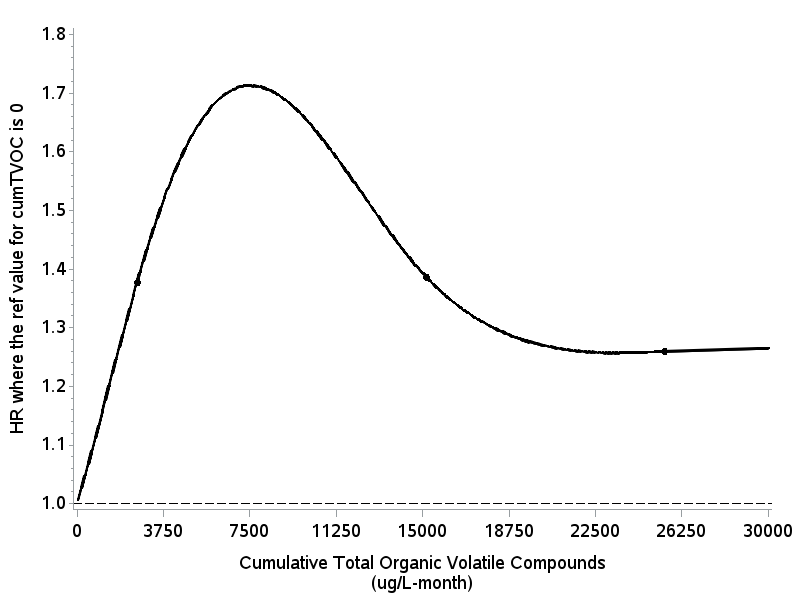 1.8
1.7
1.6
1.5
1.4
1.3
1.2
1.1
1.0
HR where the ref value for cumTVOC is 0
0 3750 7500 11250 15000 18750 22500 26250 30000
Cumulative Total Organic Volatile Compounds
(ug/L-month)